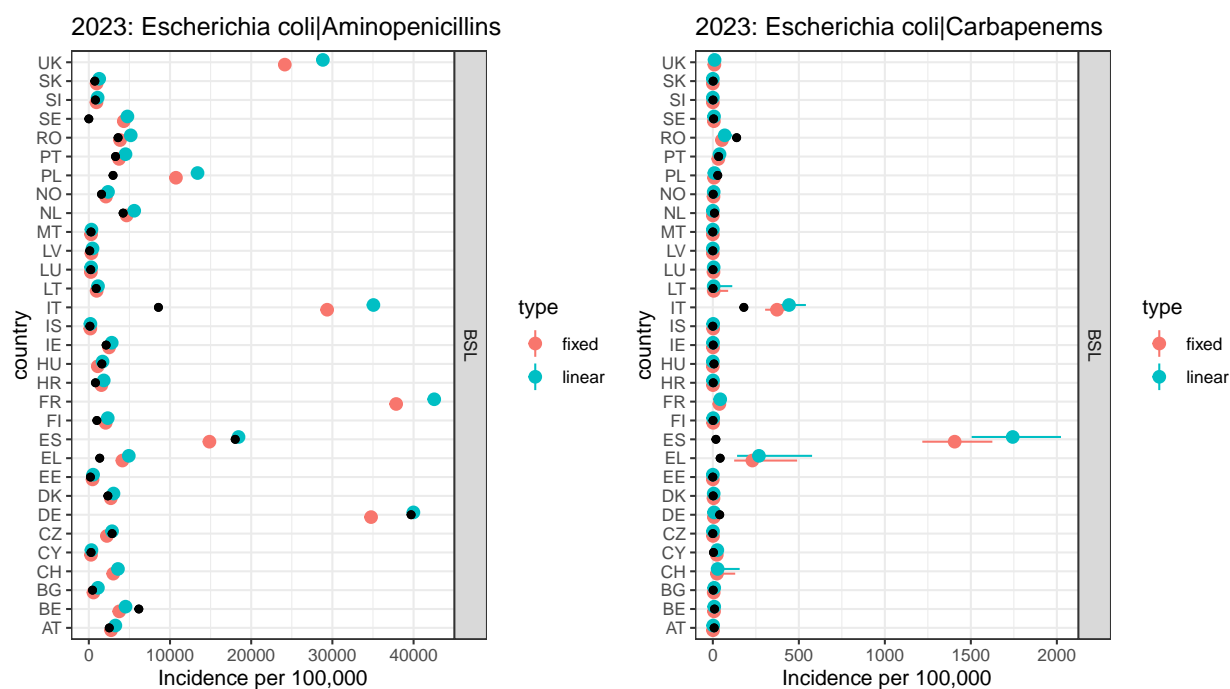 2023: Escherichia coli|Aminopenicillins
UK
SK
SI
SE
RO
PT
PL
NO
NL
MT
LV
LU
LT
IT
IS
IE
HU
HR
FR
FI
ES
EL
EE
DK
DE
CZ
CY
CH
BG
BE
AT
country
0 10000 20000 30000 40000
Incidence per 100,000
BSL
type
fixed
linear
2023: Escherichia coli|Carbapenems
UK
SK
SI
SE
RO
PT
PL
NO
NL
MT
LV
LU
LT
IT
IS
IE
HU
HR
FR
FI
ES
EL
EE
DK
DE
CZ
CY
CH
BG
BE
AT
country
0 500 1000 1500 2000
Incidence per 100,000
BSL
type
fixed
linear